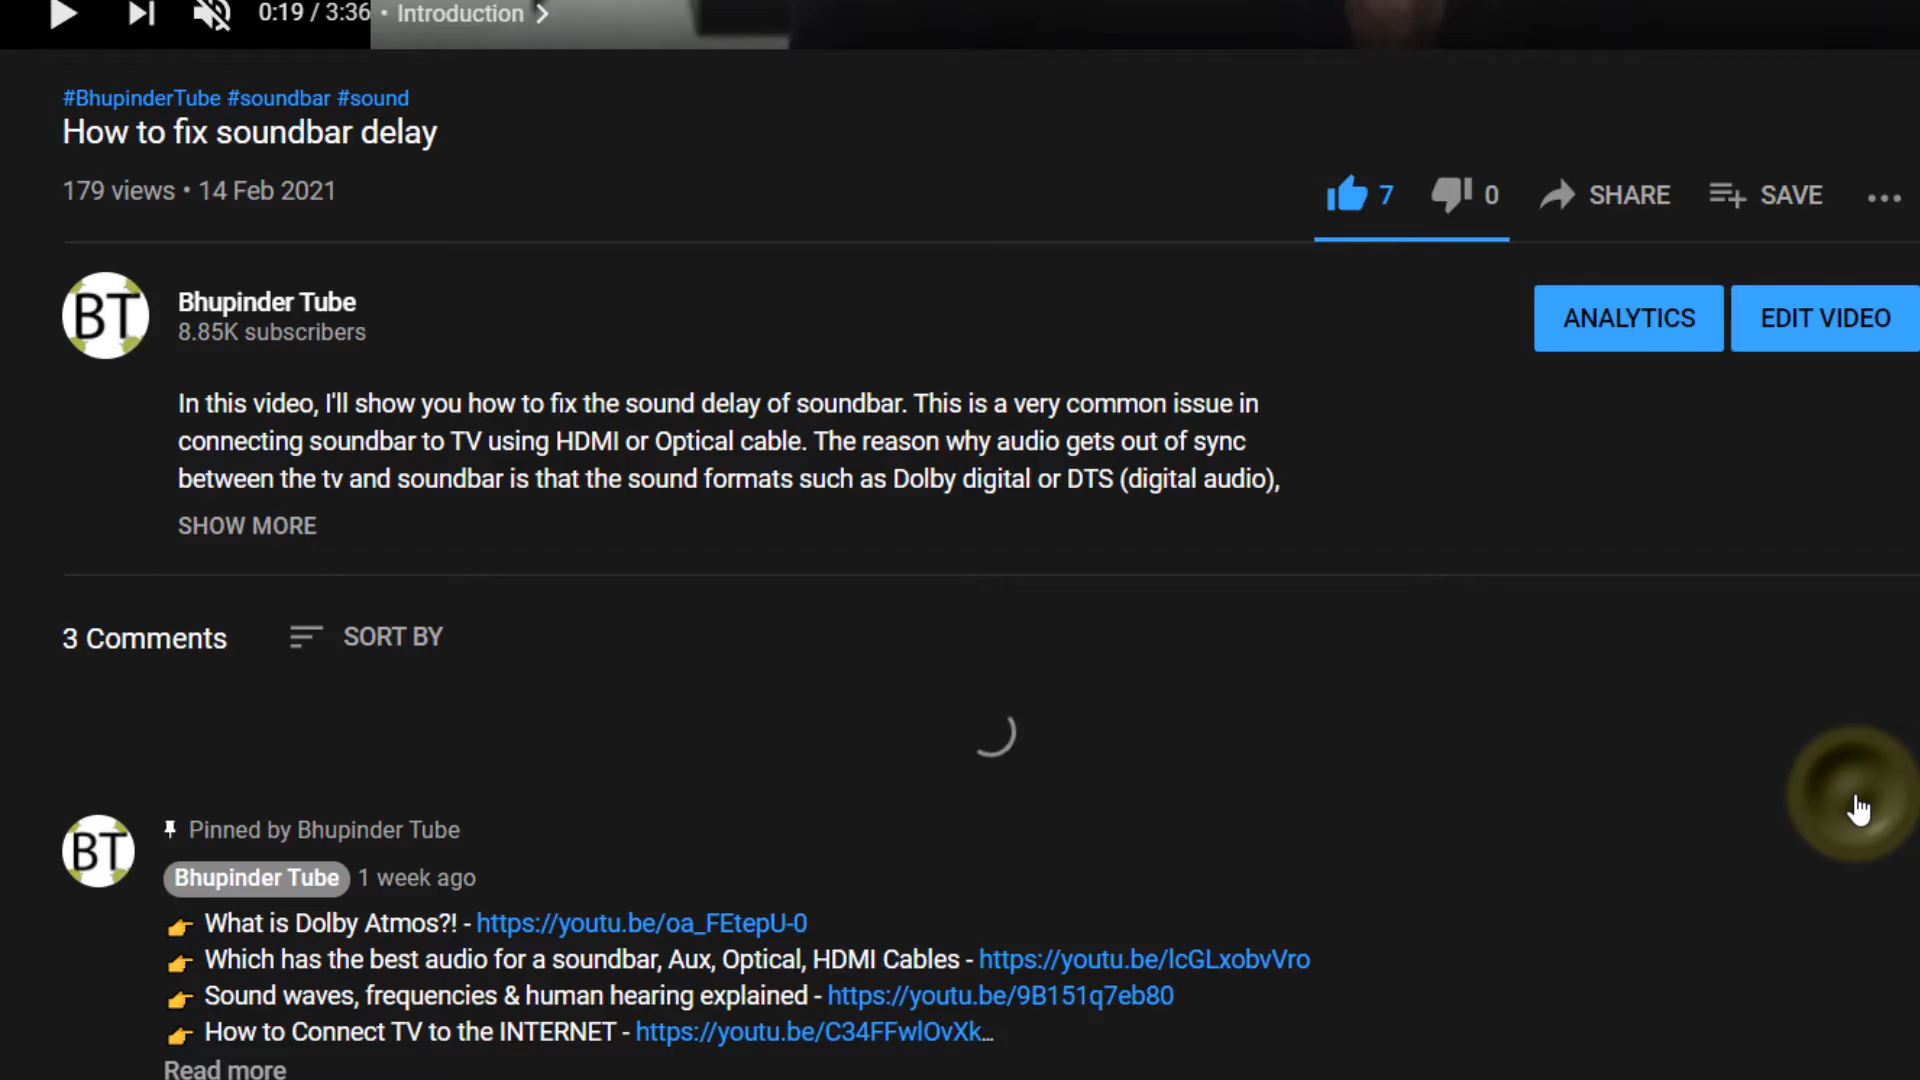 0:19 / 3:36 • Introduction
#BhupinderTube #soundbar #sound
How to fix soundbar delay
179 views • 14 Feb 2021
7 0 SHARE SAVE
BT
Bhupinder Tube
8.85K subscribers
ANALYTICS EDIT VIDEO
In this video, I'll show you how to fix the sound delay of soundbar. This is a very common issue in
connecting soundbar to TV using HDMI or Optical cable. The reason why audio gets out of sync
between the tv and soundbar is that the sound formats such as Dolby digital or DTS (digital audio),
SHOW MORE
3 Comments SORT BY
BT
Pinned by Bhupinder Tube
Bhupinder Tube 1 week ago
👉 What is Dolby Atmos?! - https://youtu.be/oa_FEtepU-0
👉 Which has the best audio for a soundbar, Aux, Optical, HDMI Cables - https://youtu.be/lcGLxobvVro
👉 Sound waves, frequencies & human hearing explained - https://youtu.be/9B151q7eb80
👉 How to Connect TV to the INTERNET - https://youtu.be/C34FFwlOvXk...
Read more